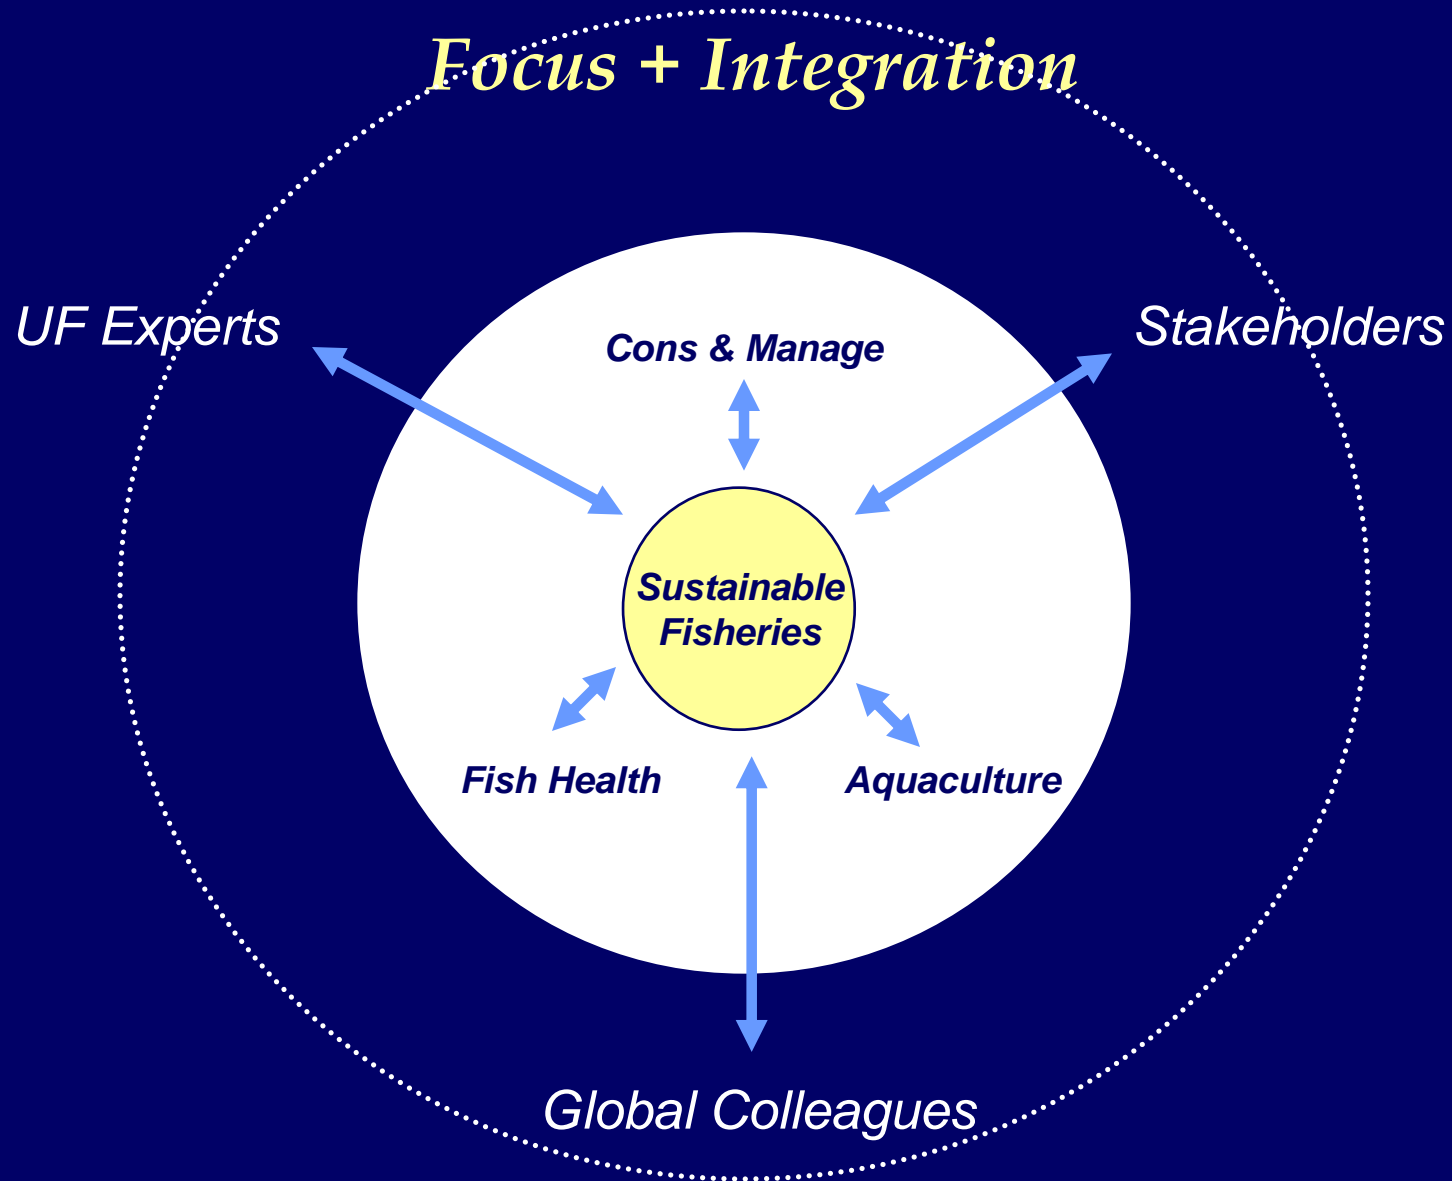 Focus + Integration
UF Experts
Stakeholders
Cons & Manage
Sustainable
Fisheries
Fish Health
Aquaculture
Global Colleagues